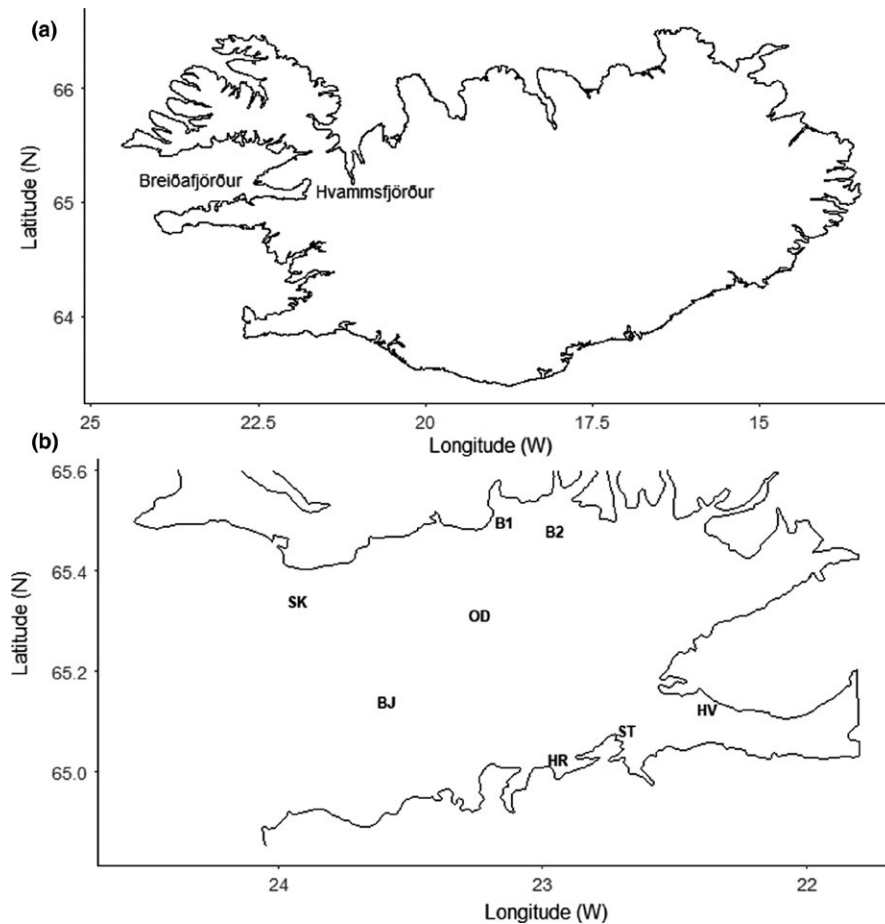 (a)
66
65
64
Latitude (N)
Breiðafjörður
Hvammsfjörður
25 22.5 20 17.5 15
Longitude (W)
(b)
65.6
65.4
65.2
65.0
Latitude (N)
B1
B2
SK
OD
BJ
HV
ST
HR
24 23 22
Longitude (W)